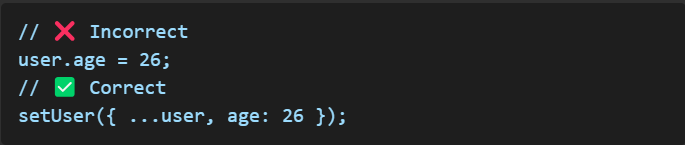 // ❌ Incorrect
user.age = 26;
// ✅ Correct
setUser({ ...user, age: 26 });